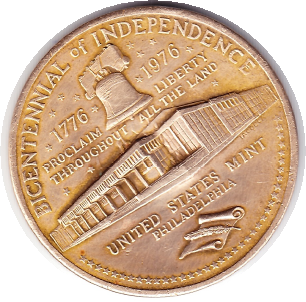 BICENTENNIAL of INDEPENDENCE
1776 1976
PROCLAIM LIBERTY
THROUGHOUT ALL THE LAND
UNITED STATES MINT
PHILADELPHIA